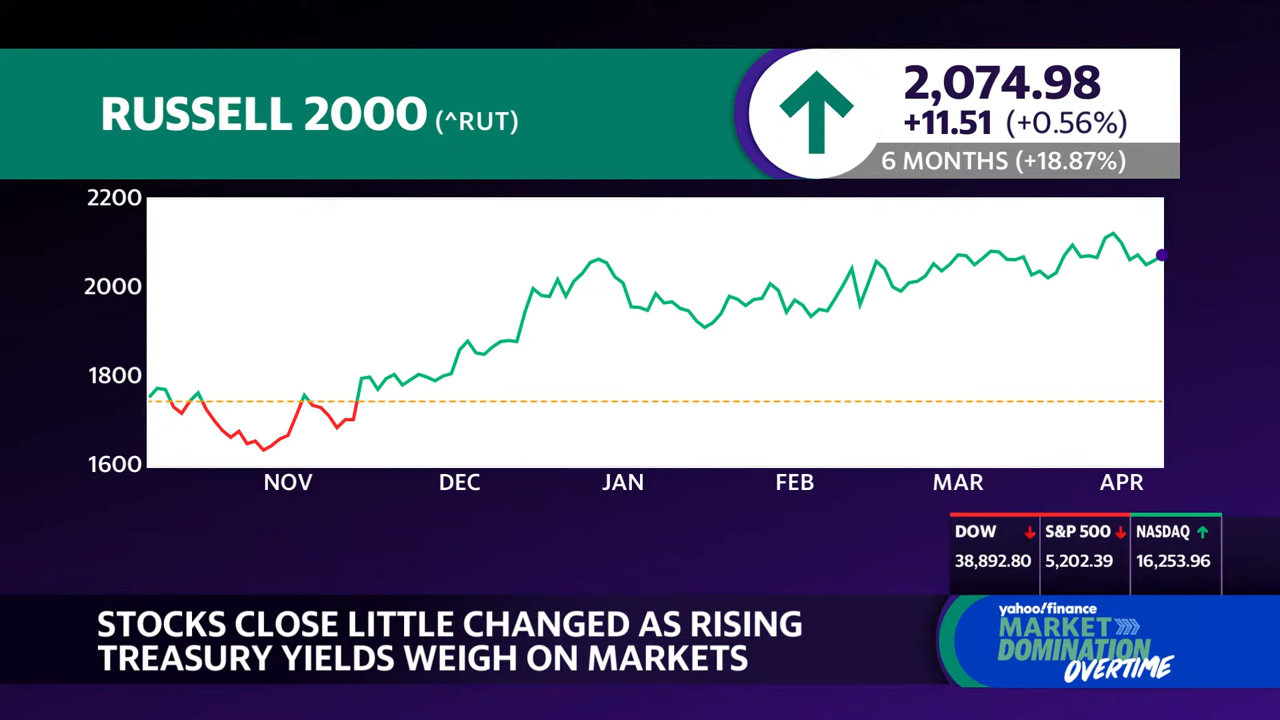 RUSSELL 2000 (^RUT)
2,074.98
+11.51 (+0.56%)
6 MONTHS (+18.87%)
2200
2000
1800
1600
NOV DEC JAN FEB MAR APR
DOW S&P 500 NASDAQ
38,892.80 5,202.39 16,253.96
STOCKS CLOSE LITTLE CHANGED AS RISING
TREASURY YIELDS WEIGH ON MARKETS
yahoo!finance
MARKET
DOMINATION
OVERTIME